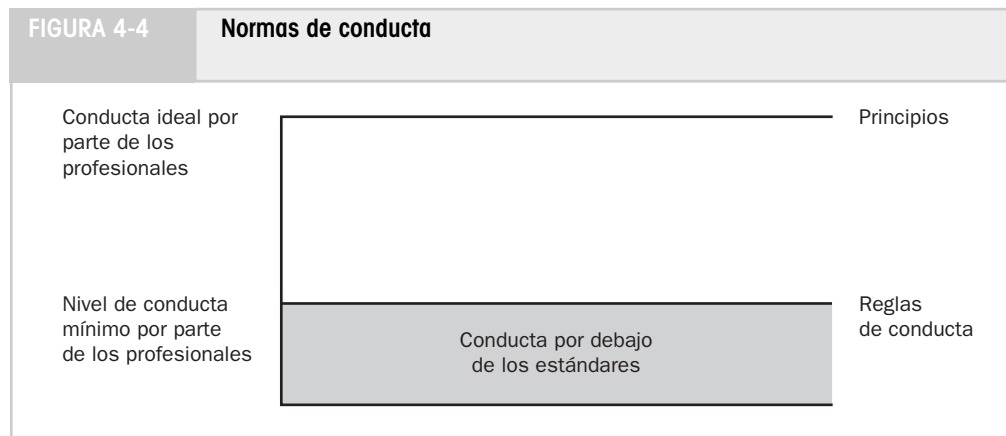 FIGURA 4-4
Normas de conducta
Conducta ideal por
parte de los
profesionales
Principios
Nivel de conducta
mínimo por parte
de los profesionales
Conducta por debajo
de los estándares
Reglas
de conducta